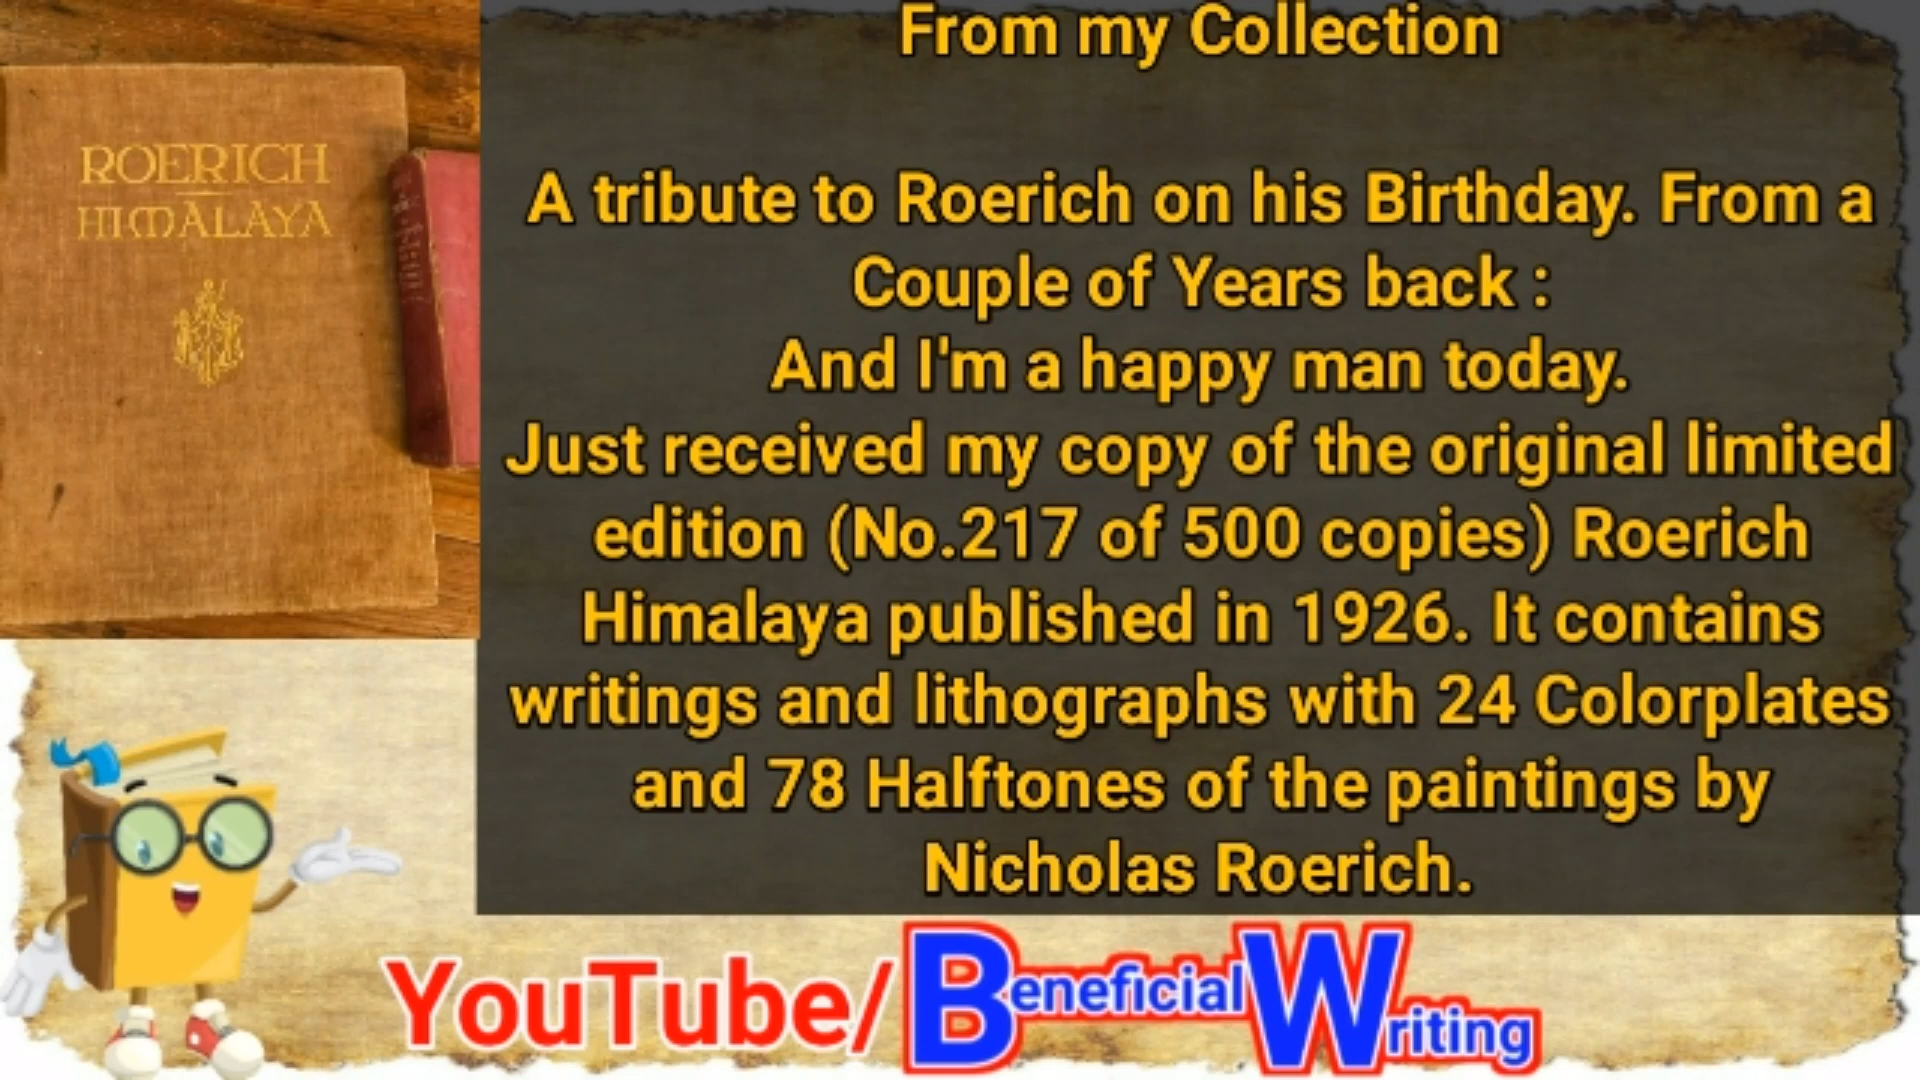 ROERICH
HIMALAYA
From my Collection
A tribute to Roerich on his Birthday. From a
Couple of Years back :
And I'm a happy man today.
Just received my copy of the original limited
edition (No.217 of 500 copies) Roerich
Himalaya published in 1926. It contains
writings and lithographs with 24 Colorplates
and 78 Halftones of the paintings by
Nicholas Roerich.
YouTube/Beneficial Writing